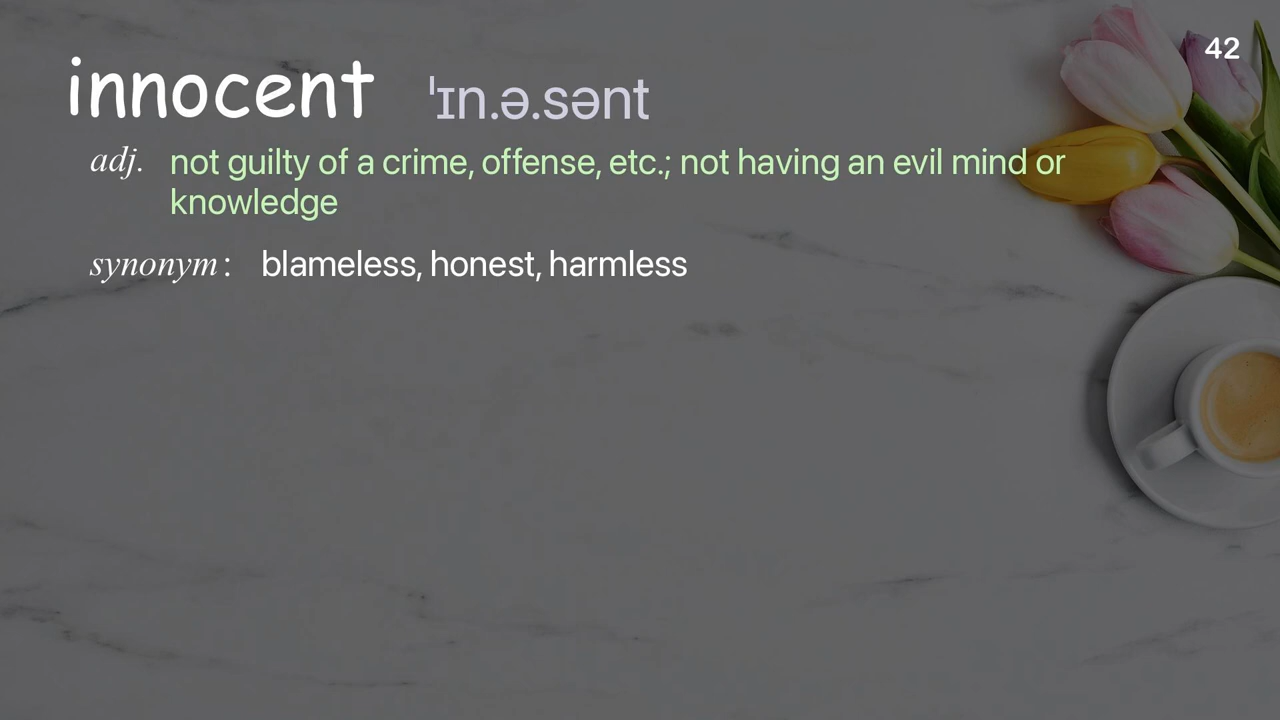 42
innocent ˈɪn.ə.sənt
adj. not guilty of a crime, offense, etc.; not having an evil mind or
knowledge
synonym : blameless, honest, harmless